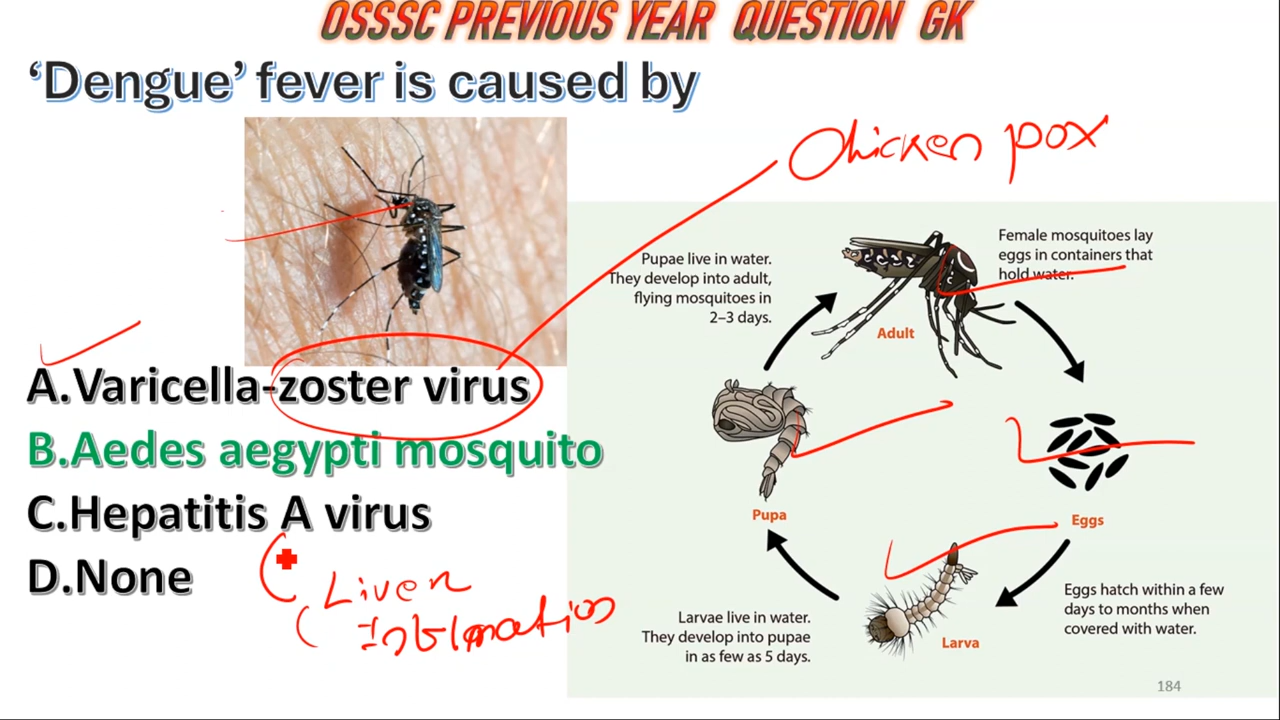 OSSSC PREVIOUS YEAR QUESTION GK
‘Dengue’ fever is caused by
Chicken pox
A.Varicella-zoster virus
B.Aedes aegypti mosquito
C.Hepatitis A virus
D.None
Liver
Female mosquitoes lay
eggs in containers that
hold water.
Adult
Eggs
Eggs hatch within a few
days to months when
covered with water.
Larva
Larvae live in water.
They develop into pupae
in as few as 5 days.
Pupa
Pupae live in water.
They develop into adult,
flying mosquitoes in
2–3 days.
184